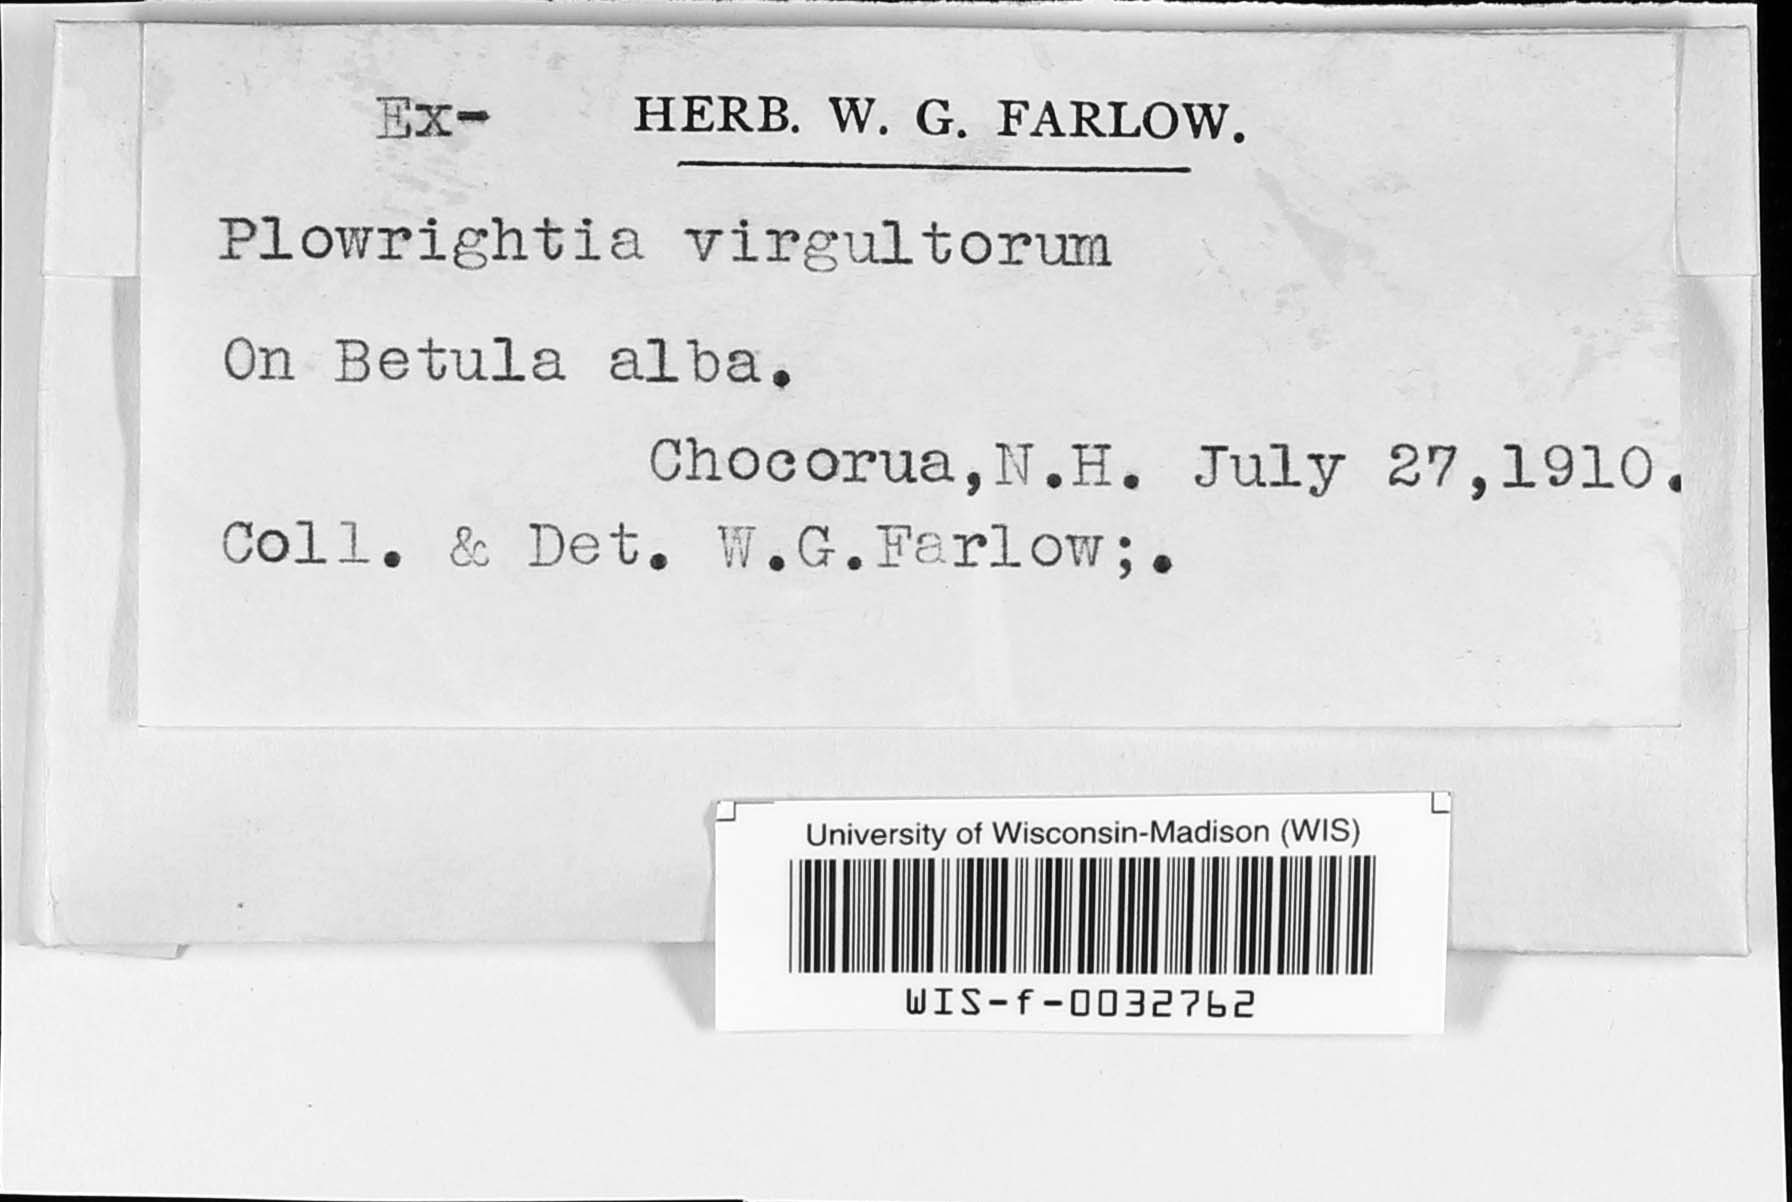 Ex- HERB. W. G. FARLOW.
Plowrightia virgultorum
On Betula alba.
Chocorua,N.H. July 27,1910.
Coll. & Det. W.G.Farlow;.
University of Wisconsin-Madison (WIS)
WIS-f-0032762